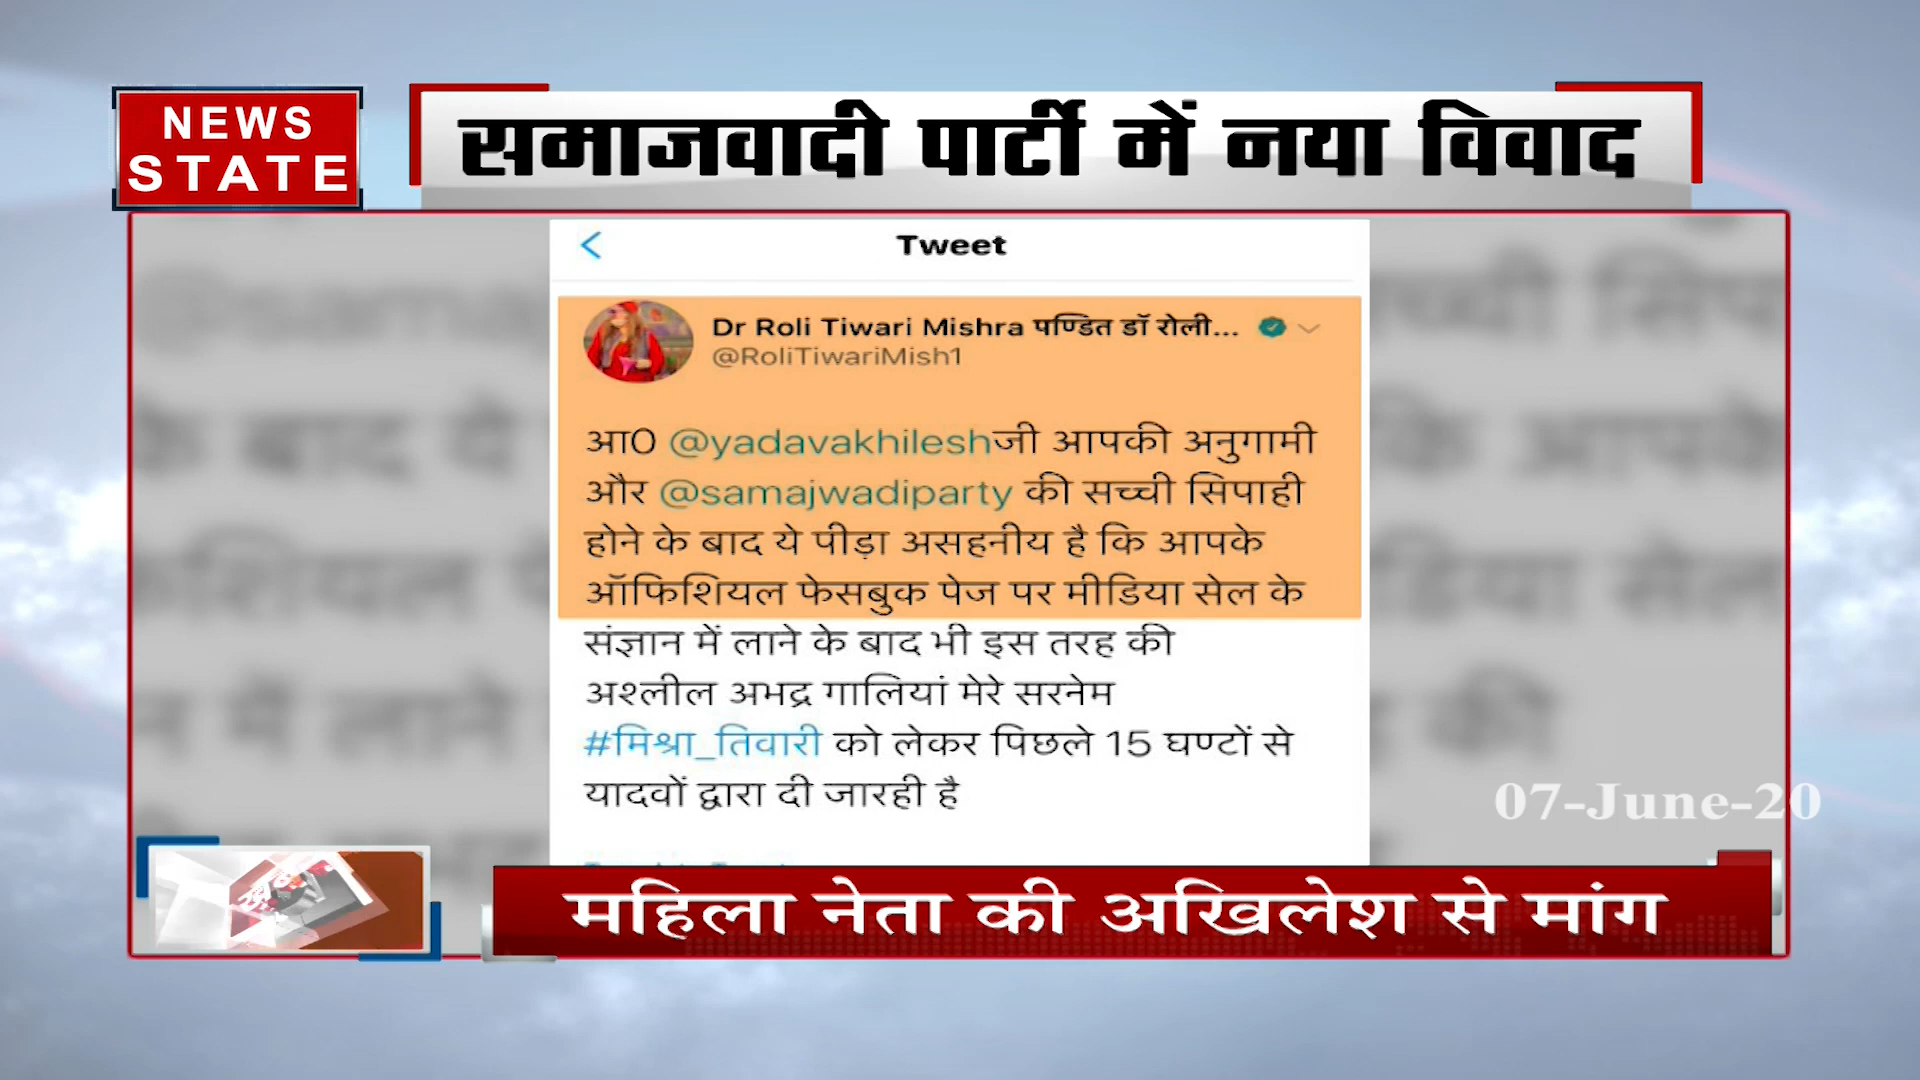 NEWS
STATE
समाजवादी पार्टी में नया विवाद
Tweet
Dr Roli Tiwari Mishra पण्डित डॉ रोली...
@RoliTiwariMish1
आ0 @yadavakhileshजी आपकी अनुगामी
और @samajwadiparty की सच्ची सिपाही
होने के बाद ये पीड़ा असहनीय है कि आपके
ऑफिशियल फेसबुक पेज पर मीडिया सेल के
संज्ञान में लाने के बाद भी इस तरह की
अश्लील अभद्र गालियां मेरे सरनेम
#मिश्रा_तिवारी को लेकर पिछले 15 घण्टों से
यादवों द्वारा दी जारही है
07-June-20
महिला नेता की अखिलेश से मांग